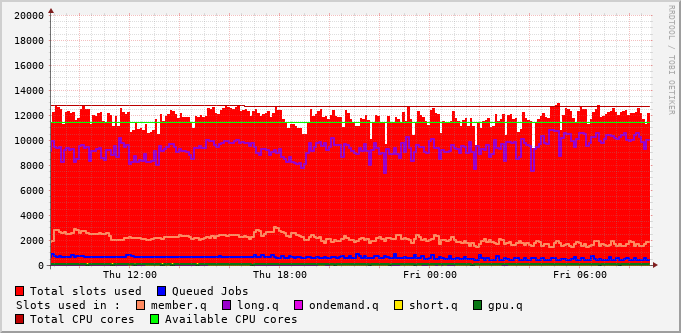 RRDTOOL / TOBI OETIKER
20000
18000
16000
14000
12000
10000
8000
6000
4000
2000
0
Thu 12:00 Thu 18:00 Fri 00:00 Fri 06:00
Total slots used Queued Jobs
Slots used in : member.q long.q ondemand.q short.q gpu.q
Total CPU cores Available CPU cores